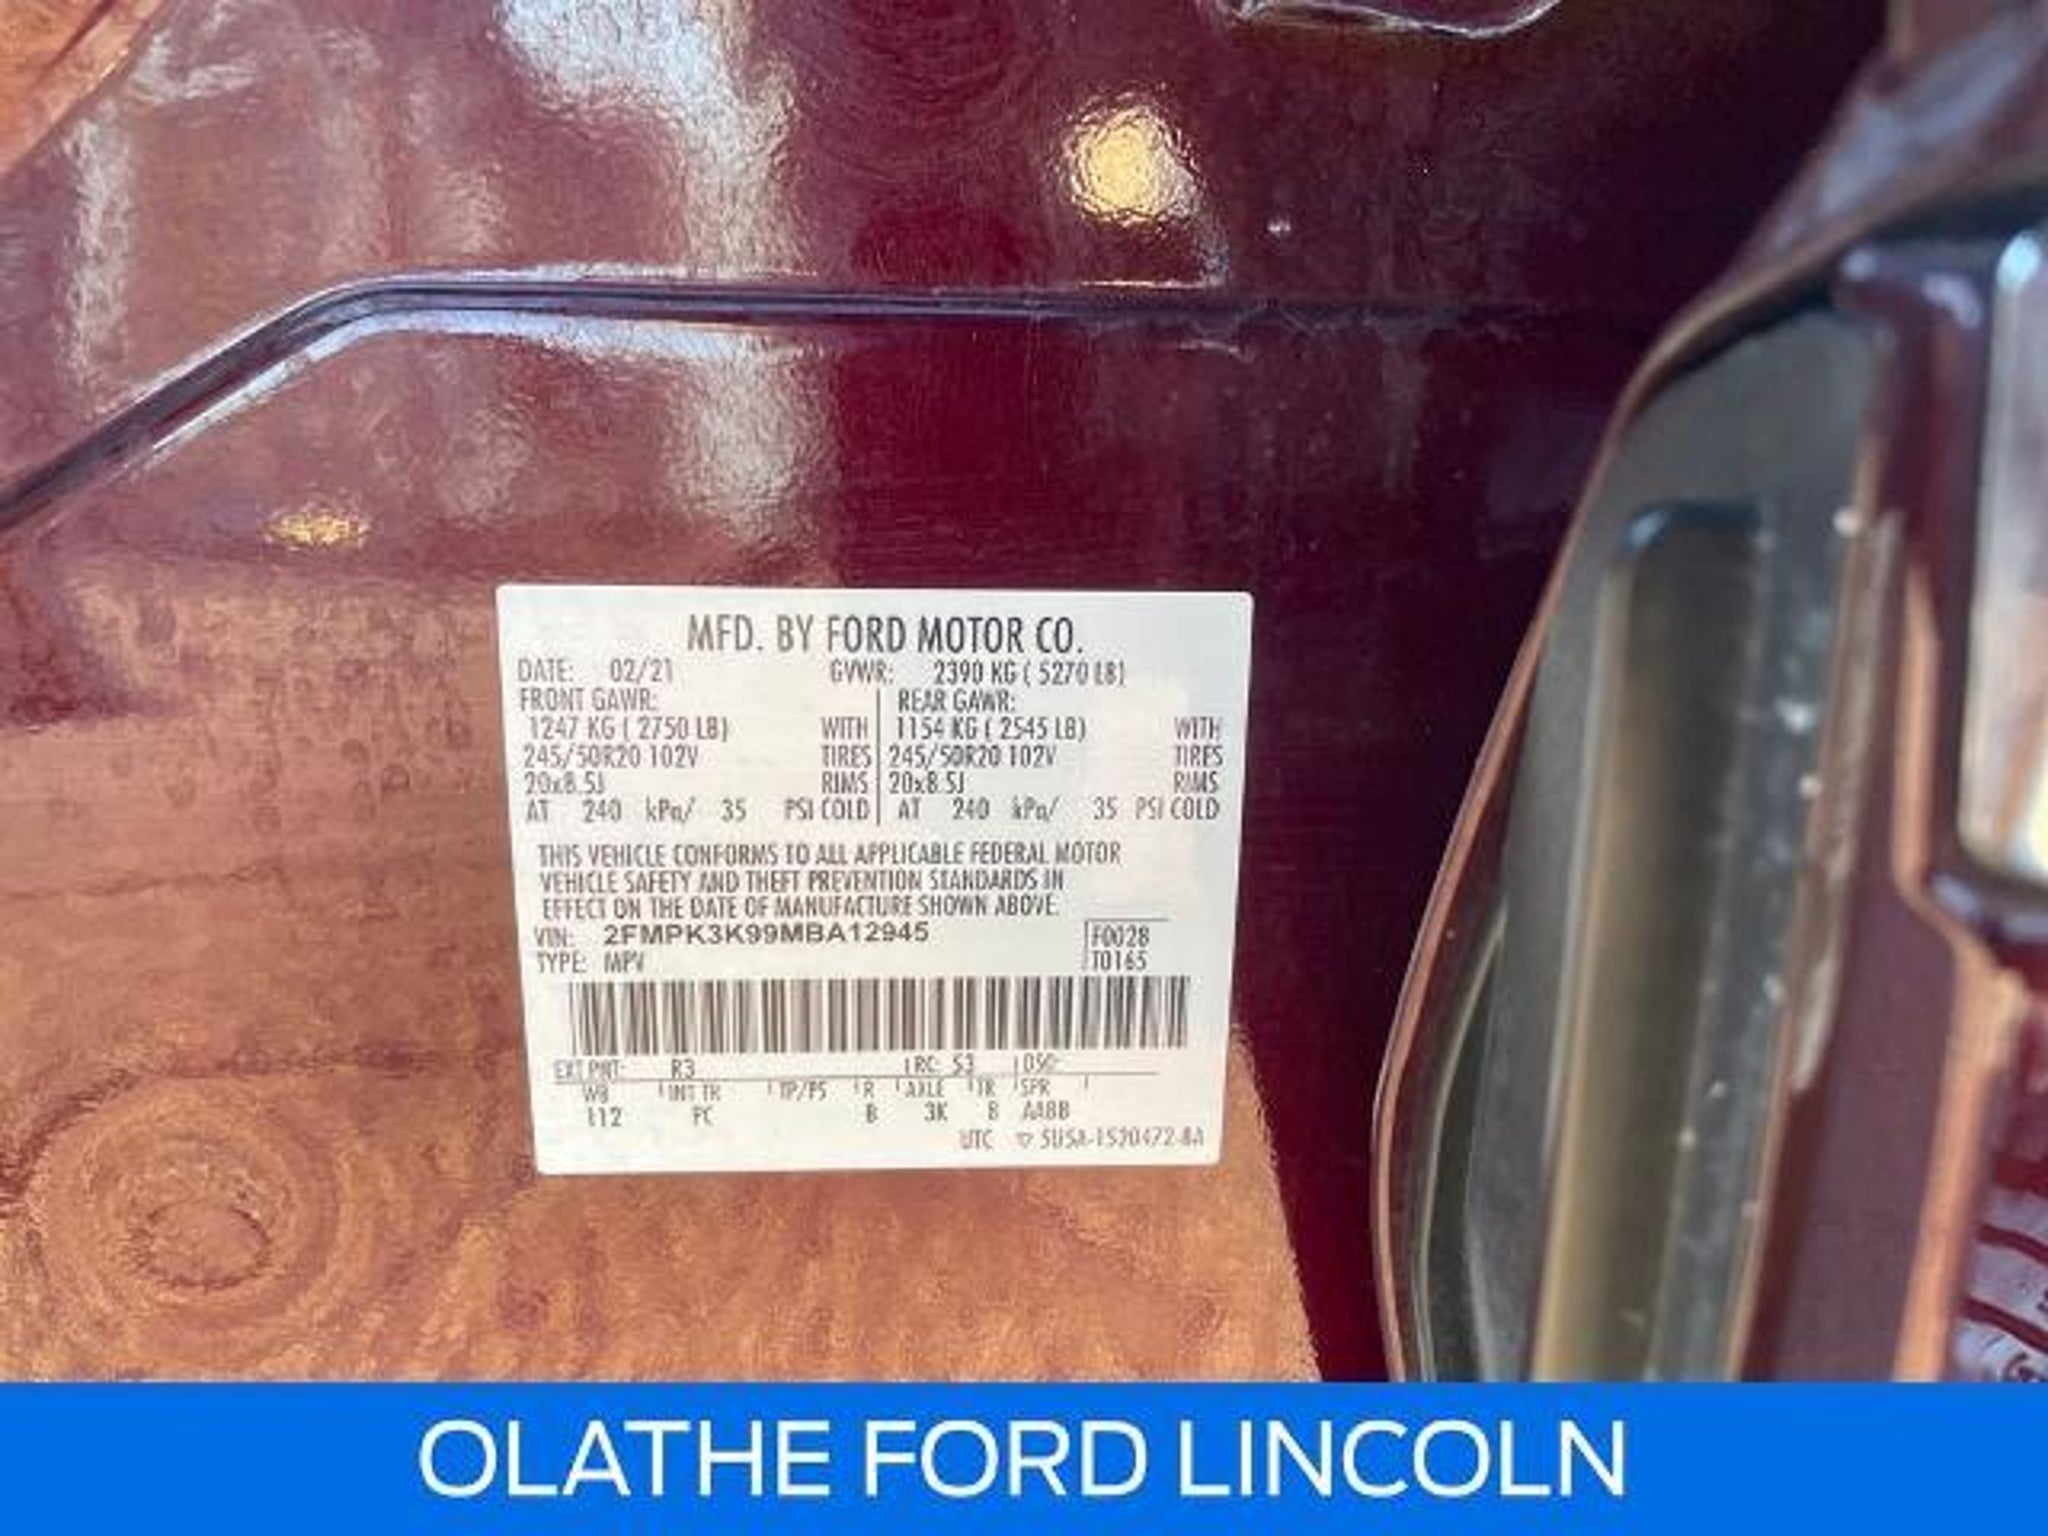 MFD. BY FORD MOTOR CO.
DATE: 02/21 GVWR: 2390 KG ( 5270 LB)
FRONT GAWR: REAR GAWR:
1247 KG ( 2750 LB) WITH 1154 KG ( 2545 LB) WITH
245/50R20 102V TIRES 245/50R20 102V TIRES
20x8.5J RIMS 20x8.5J RIMS
AT 240 kPa/ 35 PSI COLD AT 240 kPa/ 35 PSI COLD
THIS VEHICLE CONFORMS TO ALL APPLICABLE FEDERAL MOTOR
VEHICLE SAFETY AND THEFT PREVENTION STANDARDS IN
EFFECT ON THE DATE OF MANUFACTURE SHOWN ABOVE.
VIN: 2FMPK3K99MBA12945 F0028
TYPE: MPV T0165
EXT PNT: R3 RC: 53 DSO:
WB INT TR TP/PS R AXLE TR SPR
112 B 3K 8 AABB
UTC
OLATHE FORD LINCOLN